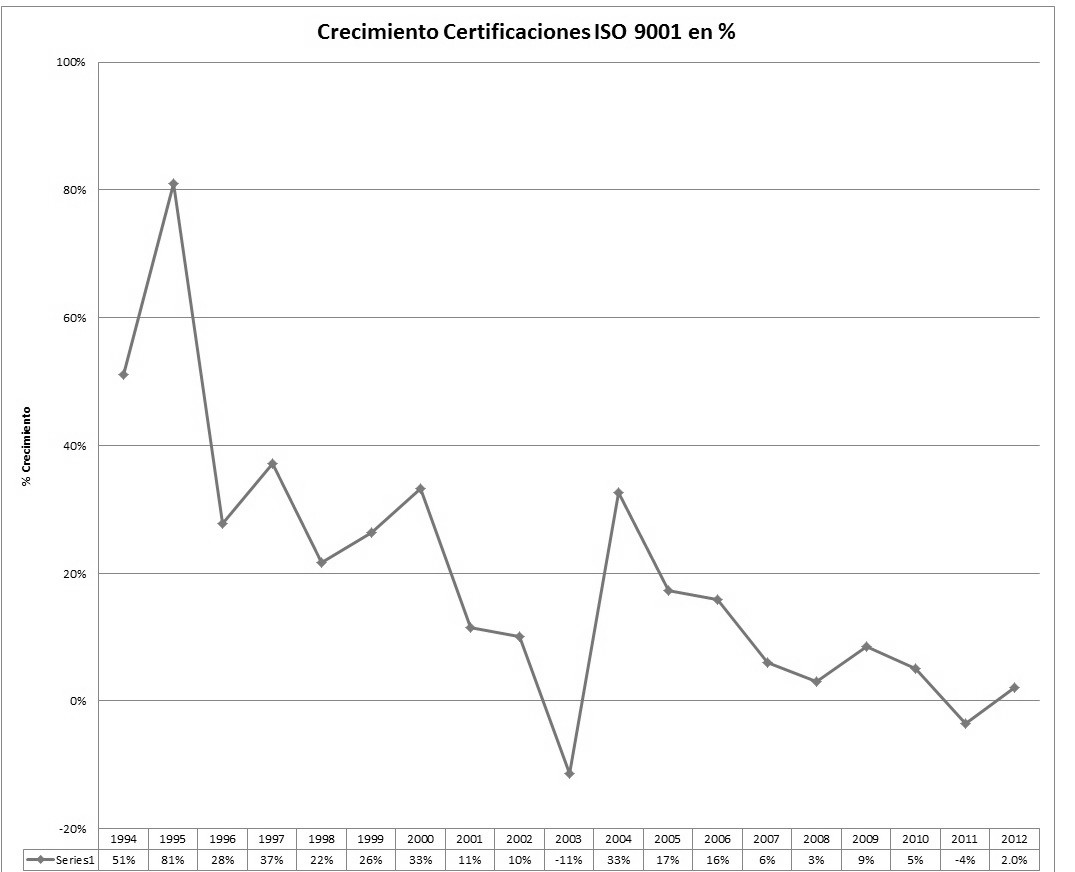 Crecimiento Certificaciones ISO 9001 en %
100%
80%
60%
40%
20%
0%
-20%
% Crecimiento
1994 1995 1996 1997 1998 1999 2000 2001 2002 2003 2004 2005 2006 2007 2008 2009 2010 2011 2012
Series1 51% 81% 28% 37% 22% 26% 33% 11% 10% -11% 33% 17% 16% 6% 3% 9% 5% -4% 2.0%